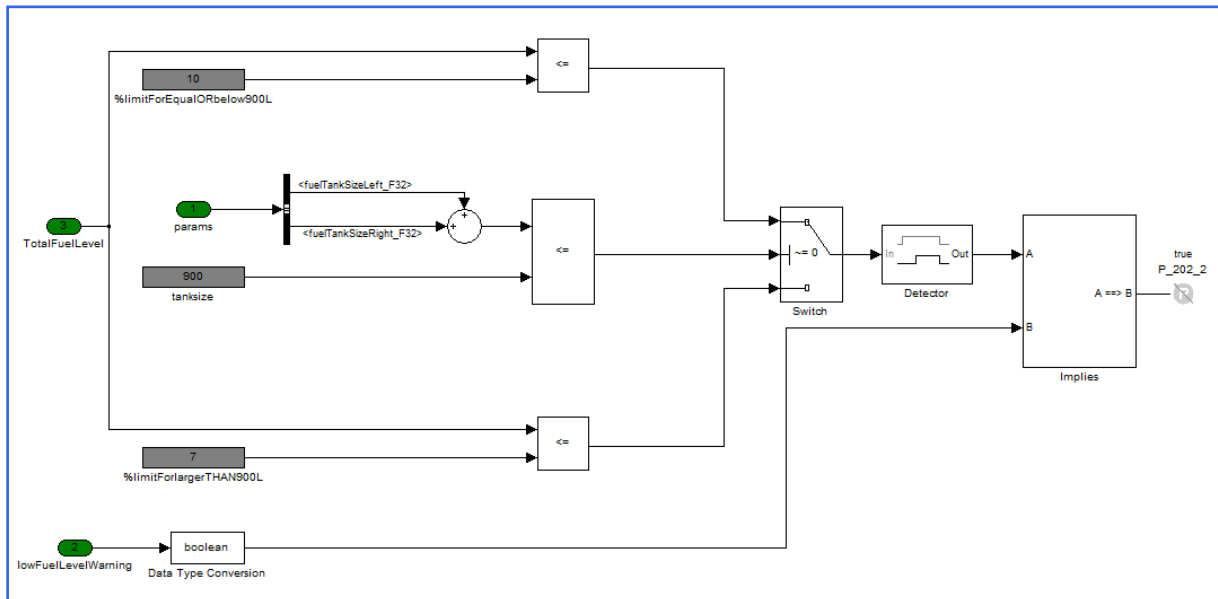 <=
10
%limitForEqualORbelow900L
<fuelTankSizeLeft_F32>
1
params
+
+
<fuelTankSizeRight_F32>
3
TotalFuelLevel
<=
900
tanksize
~= 0
Switch
In
Out
Detector
A
A ==> B
B
Implies
true
P_202_2
<=
7
%limitForlargerTHAN900L
2
lowFuelLevelWarning
boolean
Data Type Conversion